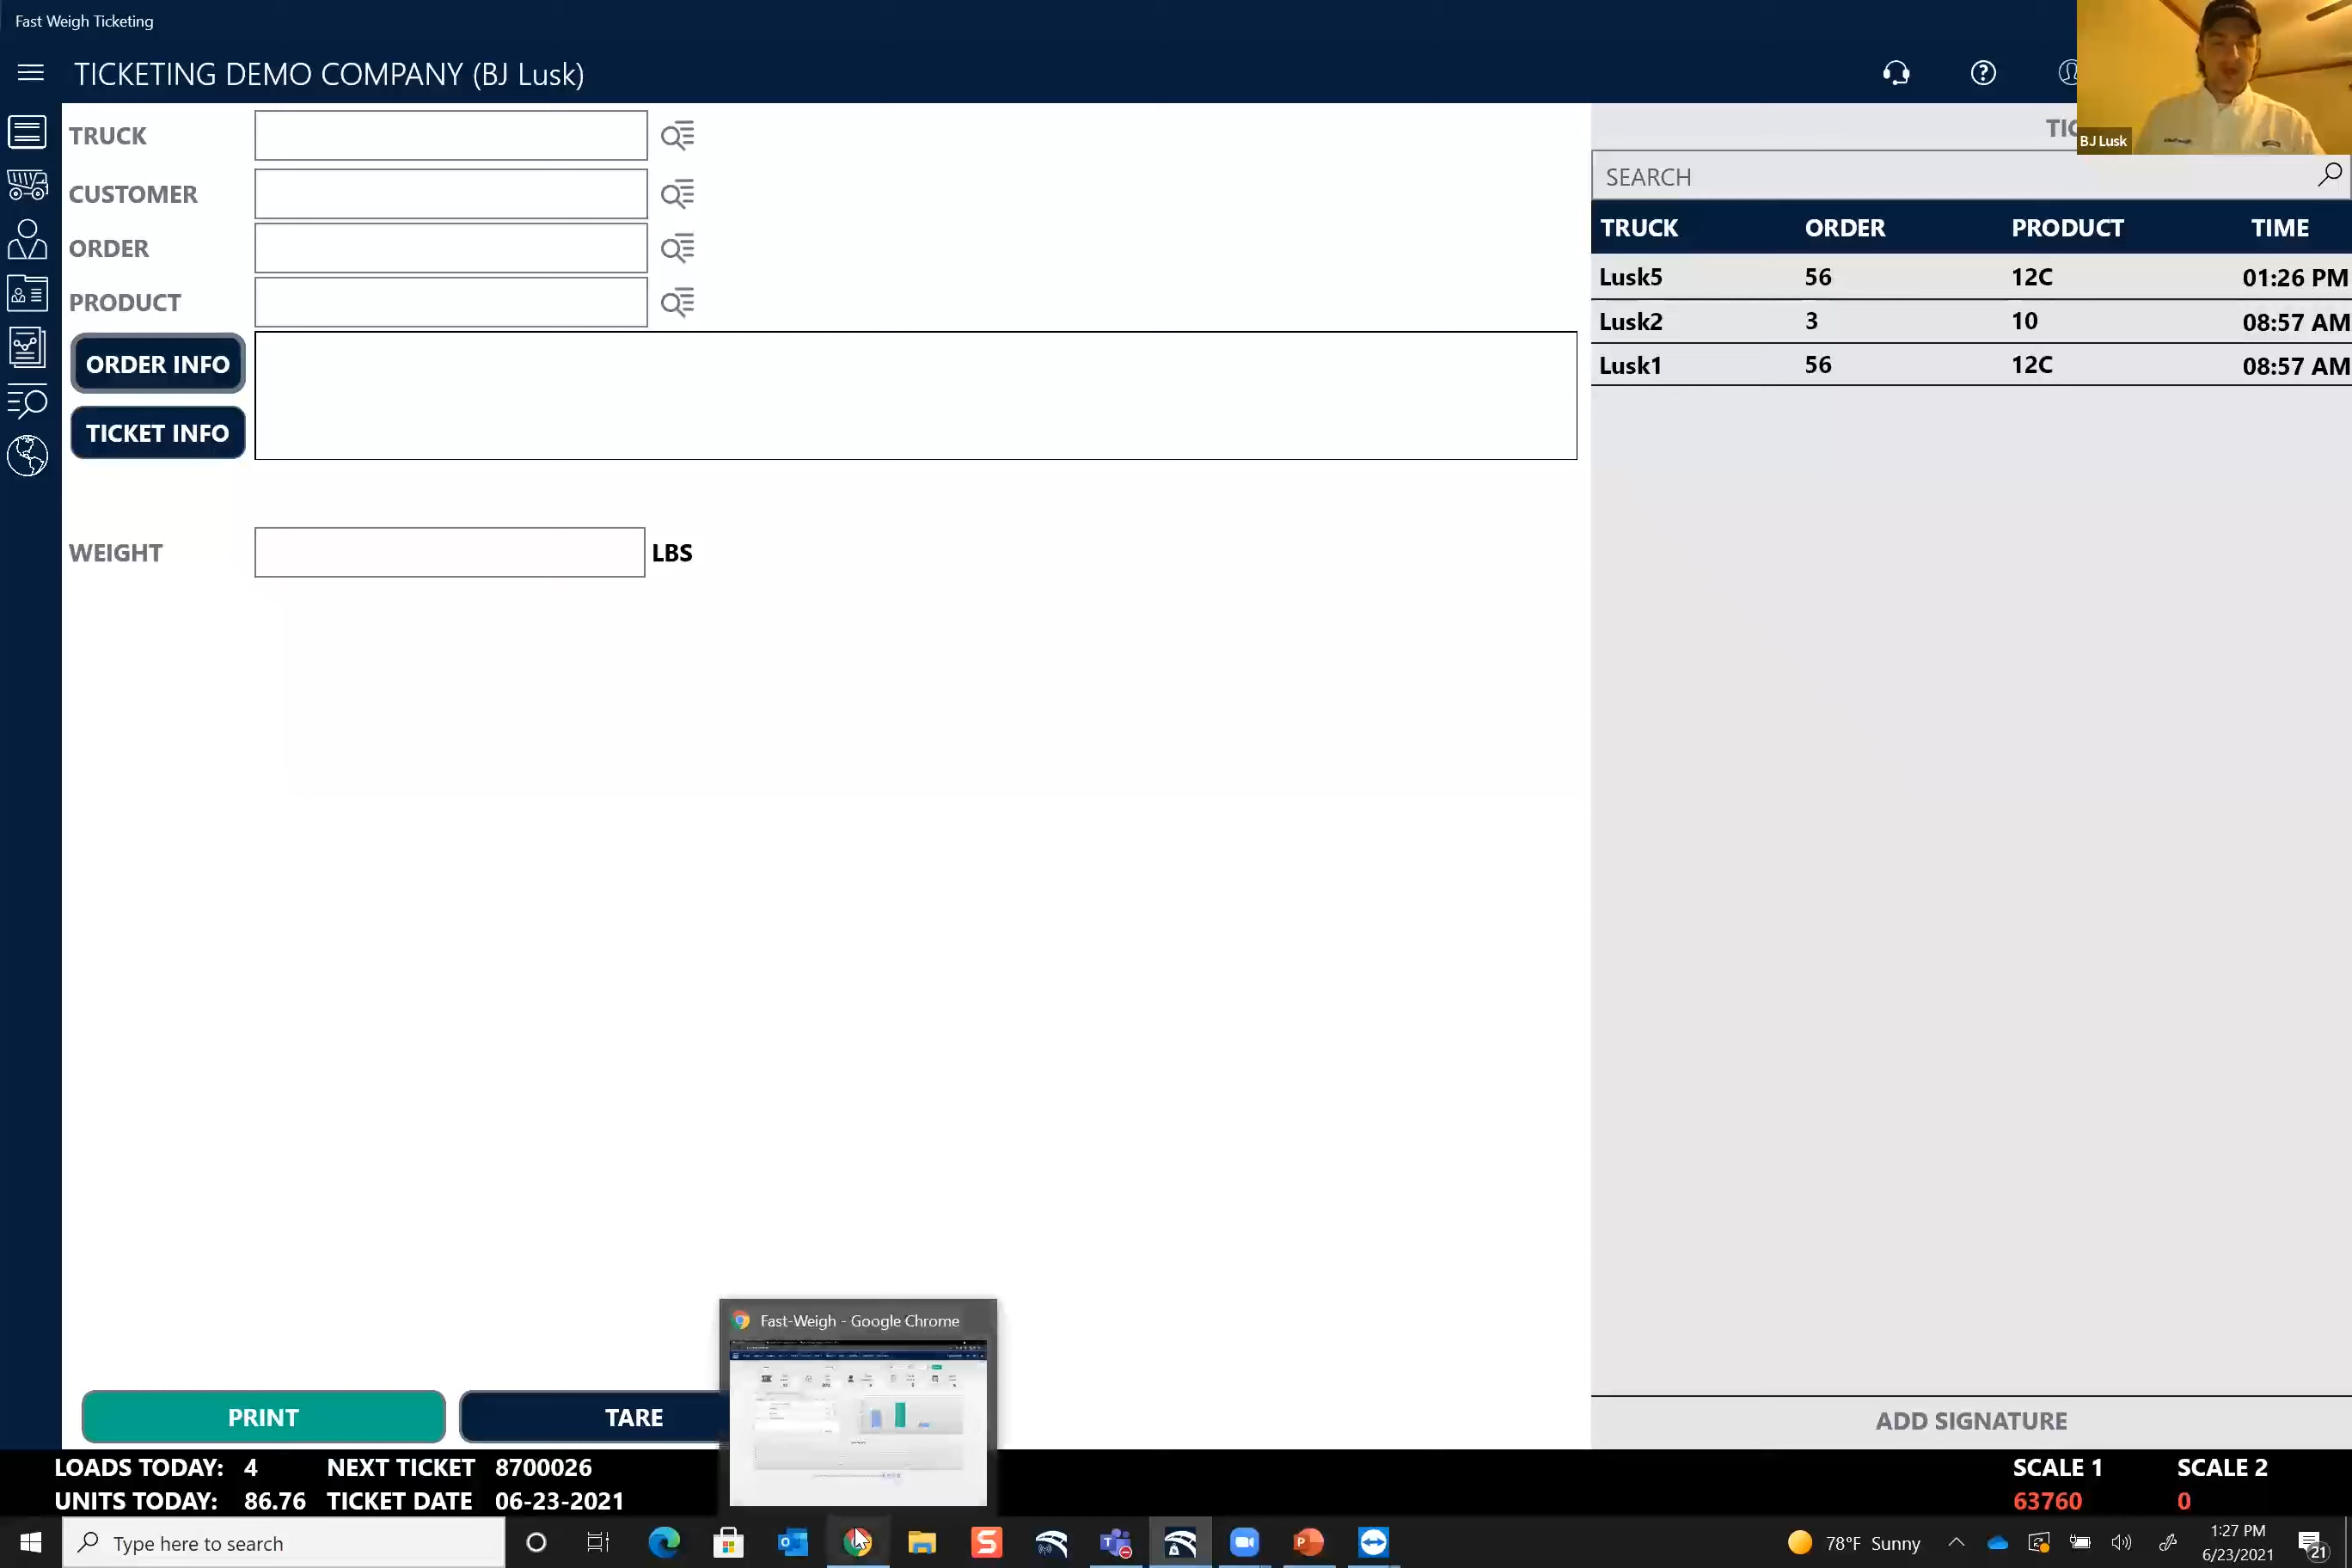 Fast Weigh Ticketing
TICKETING DEMO COMPANY (BJ Lusk)
BJ Lusk
TRUCK
CUSTOMER
ORDER
PRODUCT
ORDER INFO
TICKET INFO
WEIGHT LBS
SEARCH
TRUCK ORDER PRODUCT TIME
Lusk5 56 12C 01:26 PM
Lusk2 3 10 08:57 AM
Lusk1 56 12C 08:57 AM
Fast-Weigh - Google Chrome
PRINT TARE
ADD SIGNATURE
LOADS TODAY: 4 NEXT TICKET 8700026
UNITS TODAY: 86.76 TICKET DATE 06-23-2021
SCALE 1 SCALE 2
63760 0
Type here to search
78°F Sunny
1:27 PM
6/23/2021
21